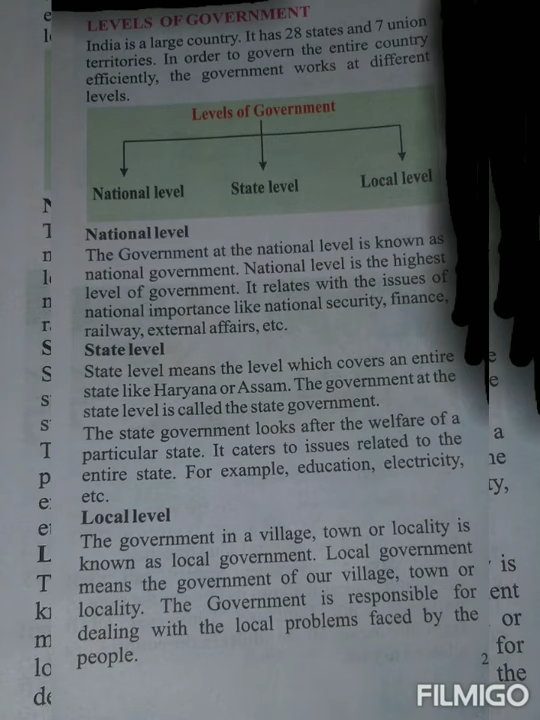 LEVELS OF GOVERNMENT
India is a large country. It has 28 states and 7 union
territories. In order to govern the entire country
efficiently, the government works at different
levels.
Levels of Government
National level
State level
Local level
National level
The Government at the national level is known as
national government. National level is the highest
level of government. It relates with the issues of
national importance like national security, finance,
railway, external affairs, etc.
State level
State level means the level which covers an entire
state like Haryana or Assam. The government at the
state level is called the state government.
The state government looks after the welfare of a
particular state. It caters to issues related to the
entire state. For example, education, electricity,
etc.
Local level
The government in a village, town or locality is
known as local government. Local government
means the government of our village, town or
locality. The Government is responsible for
dealing with the local problems faced by the
people.
2
FILMIGO